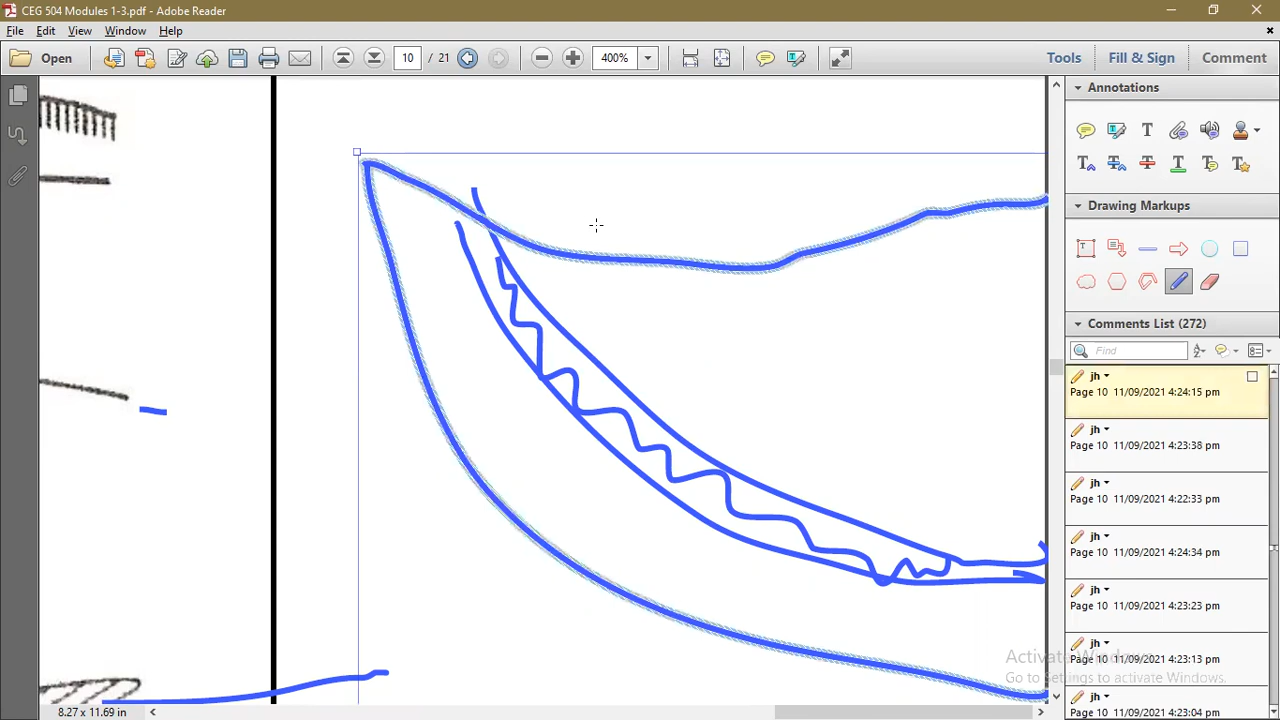 CEG 504 Modules 1-3.pdf - Adobe Reader
File Edit View Window Help
Open 10 / 21 400% Tools Fill & Sign Comment
Annotations
T
T T T T
Drawing Markups
T
Comments List (272)
Find
jh
Page 10 11/09/2021 4:24:15 pm
jh
Page 10 11/09/2021 4:23:38 pm
jh
Page 10 11/09/2021 4:22:33 pm
jh
Page 10 11/09/2021 4:24:34 pm
jh
Page 10 11/09/2021 4:23:23 pm
jh
Page 10 11/09/2021 4:23:13 pm
jh
Page 10 11/09/2021 4:23:04 pm
Activate Windows
Go to Settings to activate Windows.
8.27 x 11.69 in